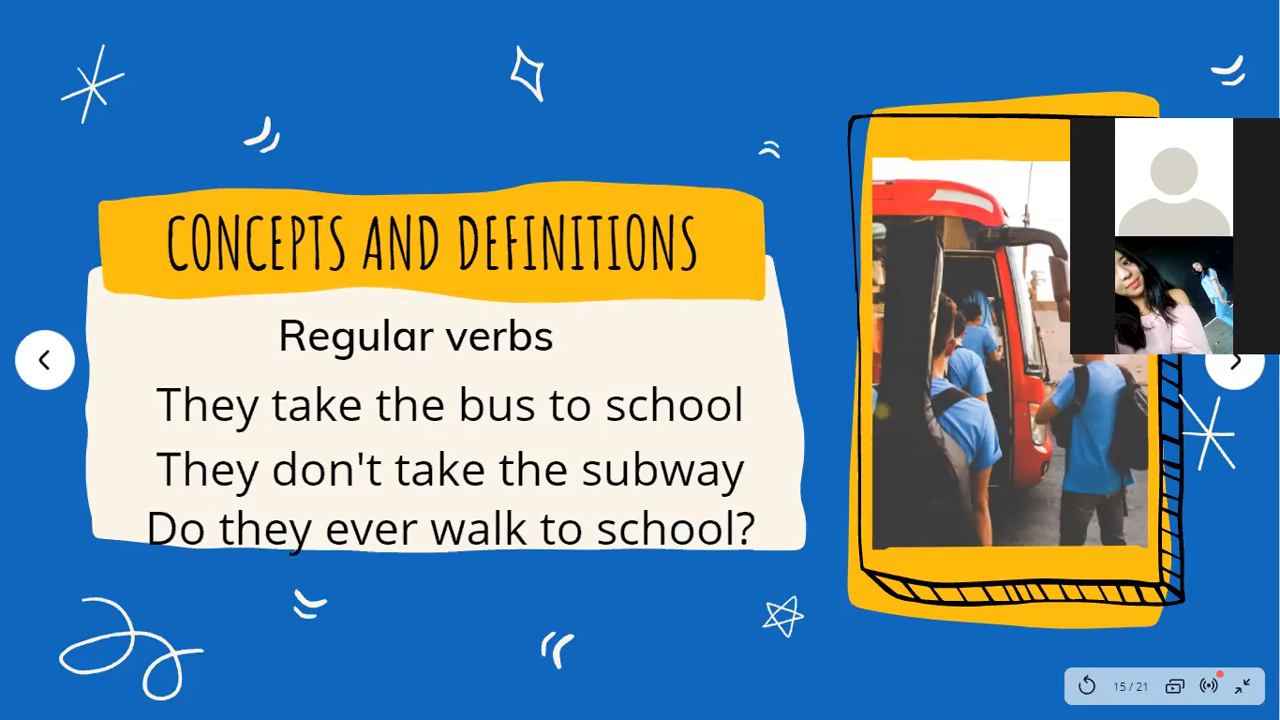 CONCEPTS AND DEFINITIONS
Regular verbs
They take the bus to school
They don't take the subway
Do they ever walk to school?
15 / 21